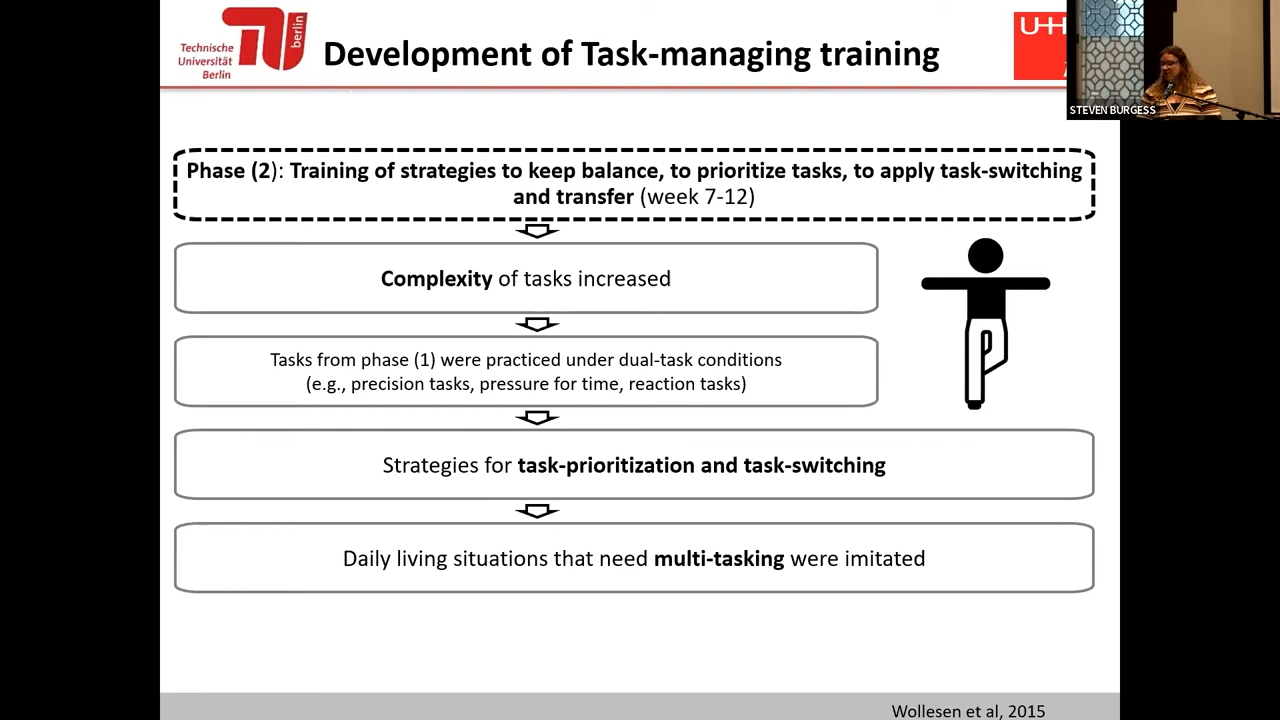 Technische
Universität
Berlin
berlin
Development of Task-managing training
UH
STEVEN BURGESS
Phase (2): Training of strategies to keep balance, to prioritize tasks, to apply task-switching
and transfer (week 7-12)
Complexity of tasks increased
Tasks from phase (1) were practiced under dual-task conditions
(e.g., precision tasks, pressure for time, reaction tasks)
Strategies for task-prioritization and task-switching
Daily living situations that need multi-tasking were imitated
Wollesen et al, 2015